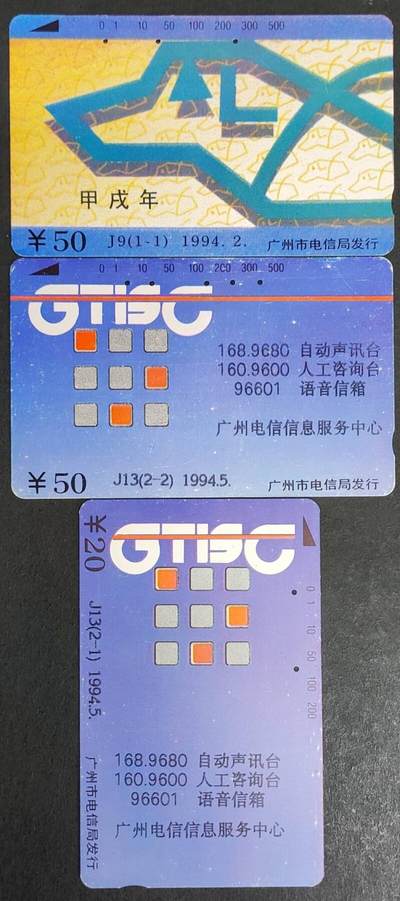 0 1 10 50 100 200 300 500
甲戌年
¥50 J9(1-1) 1994.2. 广州市电信局发行
0 1 10 50 100 200 300 500
GTISC
168.9680 自动声讯台
160.9600 人工咨询台
96601 语音信箱
广州电信信息服务中心
¥50 J13(2-2) 1994.5. 广州市电信局发行
GTISC
¥20 J13(2-1) 1994.5. 广州市电信局发行
0 1 10 50 100 200
168.9680 自动声讯台
160.9600 人工咨询台
96601 语音信箱
广州电信信息服务中心